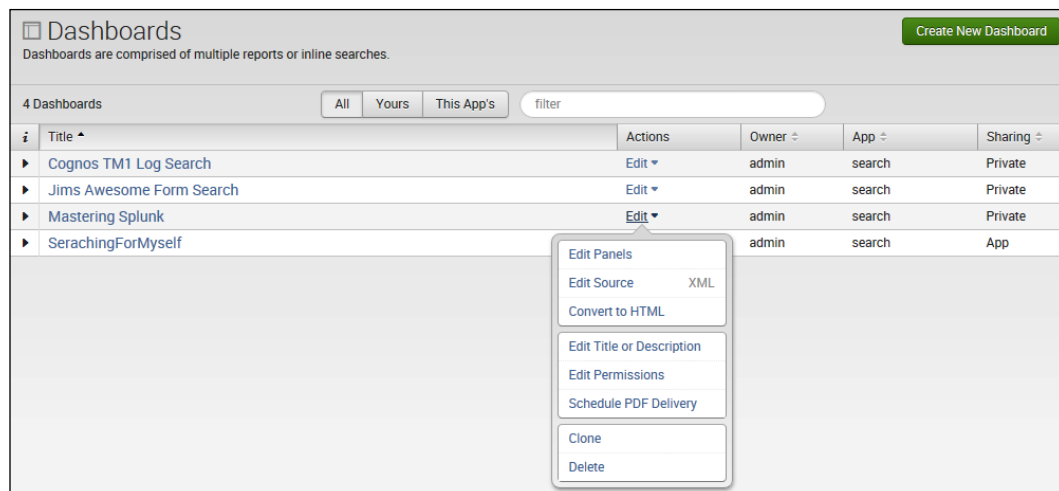 Dashboards
Create New Dashboard
Dashboards are comprised of multiple reports or inline searches.
4 Dashboards All Yours This App's filter
i Title Actions Owner App Sharing
Cognos TM1 Log Search Edit admin search Private
Jims Awesome Form Search Edit admin search Private
Mastering Splunk Edit admin search Private
SerachingForMyself admin search App
Edit Panels
Edit Source XML
Convert to HTML
Edit Title or Description
Edit Permissions
Schedule PDF Delivery
Clone
Delete